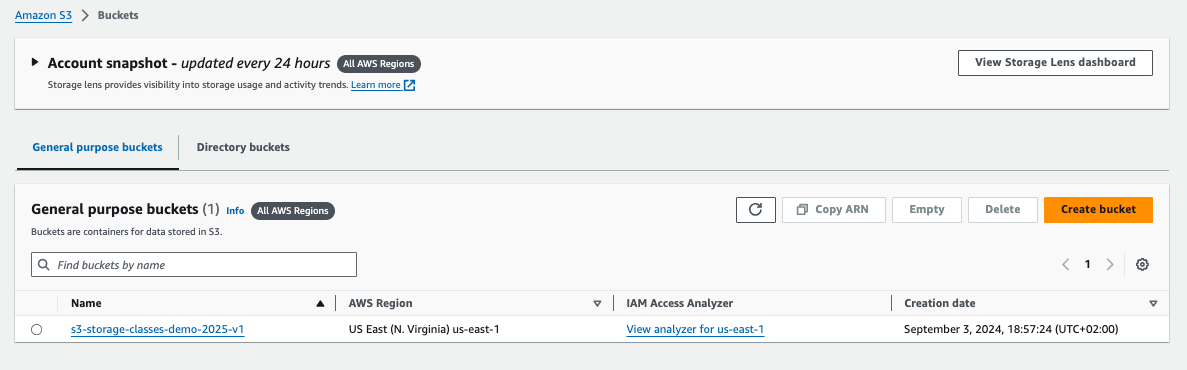 Amazon S3 > Buckets
Account snapshot - updated every 24 hours All AWS Regions View Storage Lens dashboard
Storage lens provides visibility into storage usage and activity trends. Learn more
General purpose buckets Directory buckets
General purpose buckets (1) Info All AWS Regions Copy ARN Empty Delete Create bucket
Buckets are containers for data stored in S3.
Find buckets by name 1
Name AWS Region IAM Access Analyzer Creation date
s3-storage-classes-demo-2025-v1 US East (N. Virginia) us-east-1 View analyzer for us-east-1 September 3, 2024, 18:57:24 (UTC+02:00)